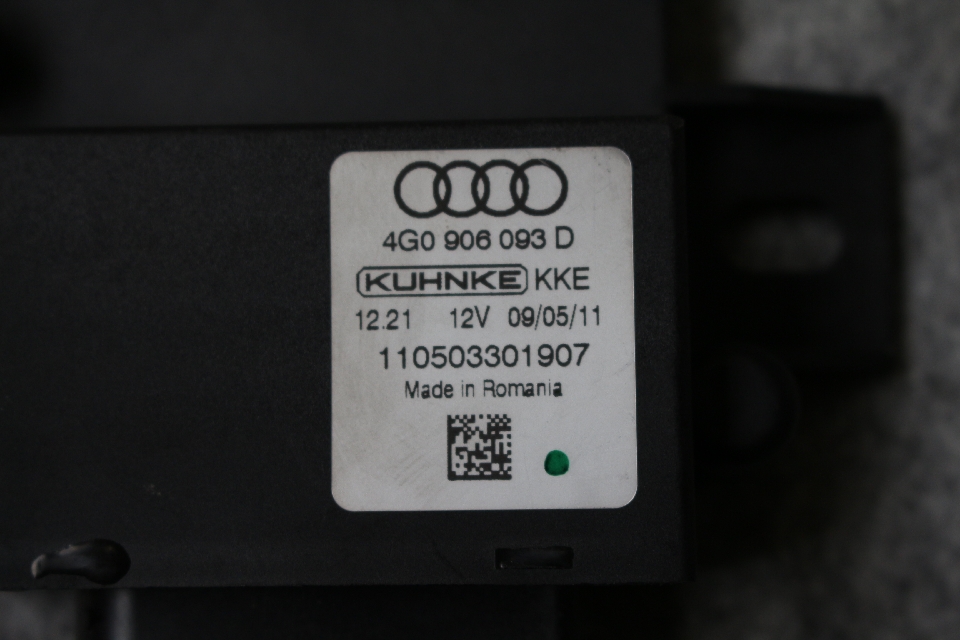 4G0 906 093 D
KUHNKE KKE
12.21 12V 09/05/11
110503301907
Made in Romania